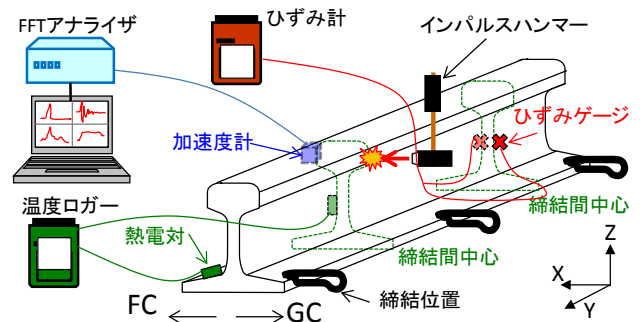 FFTアナライザ
ひずみ計
インパルスハンマー
加速度計
ひずみゲージ
温度ロガー
熱電対
締結間中心
締結間中心
締結位置
FC
GC
Z
X
Y